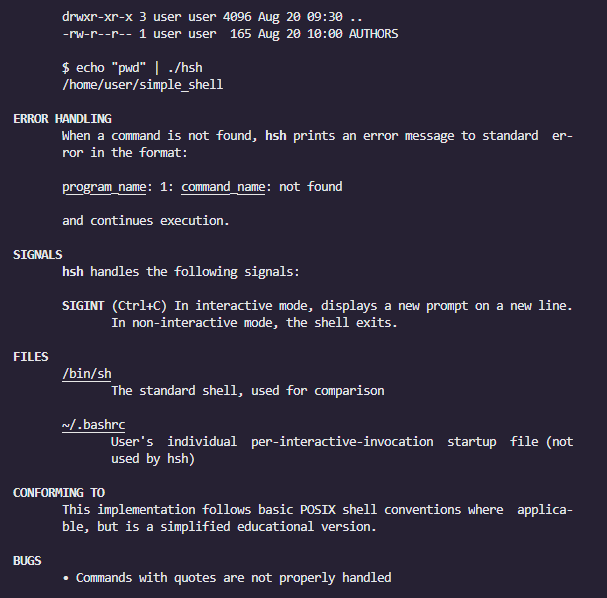 drwxr-xr-x 3 user user 4096 Aug 20 09:30 ..
-rw-r--r-- 1 user user  165 Aug 20 10:00 AUTHORS
$ echo "pwd" | ./hsh
/home/user/simple_shell
ERROR HANDLING
When a command is not found, hsh prints an error message to standard  er-
ror in the format:
program_name: 1: command_name: not found
and continues execution.
SIGNALS
hsh handles the following signals:
SIGINT (Ctrl+C) In interactive mode, displays a new prompt on a new line.
In non-interactive mode, the shell exits.
FILES
/bin/sh
The standard shell, used for comparison
~/.bashrc
User's  individual  per-interactive-invocation  startup  file (not
used by hsh)
CONFORMING TO
This implementation follows basic POSIX shell conventions where  applica-
ble, but is a simplified educational version.
BUGS
• Commands with quotes are not properly handled